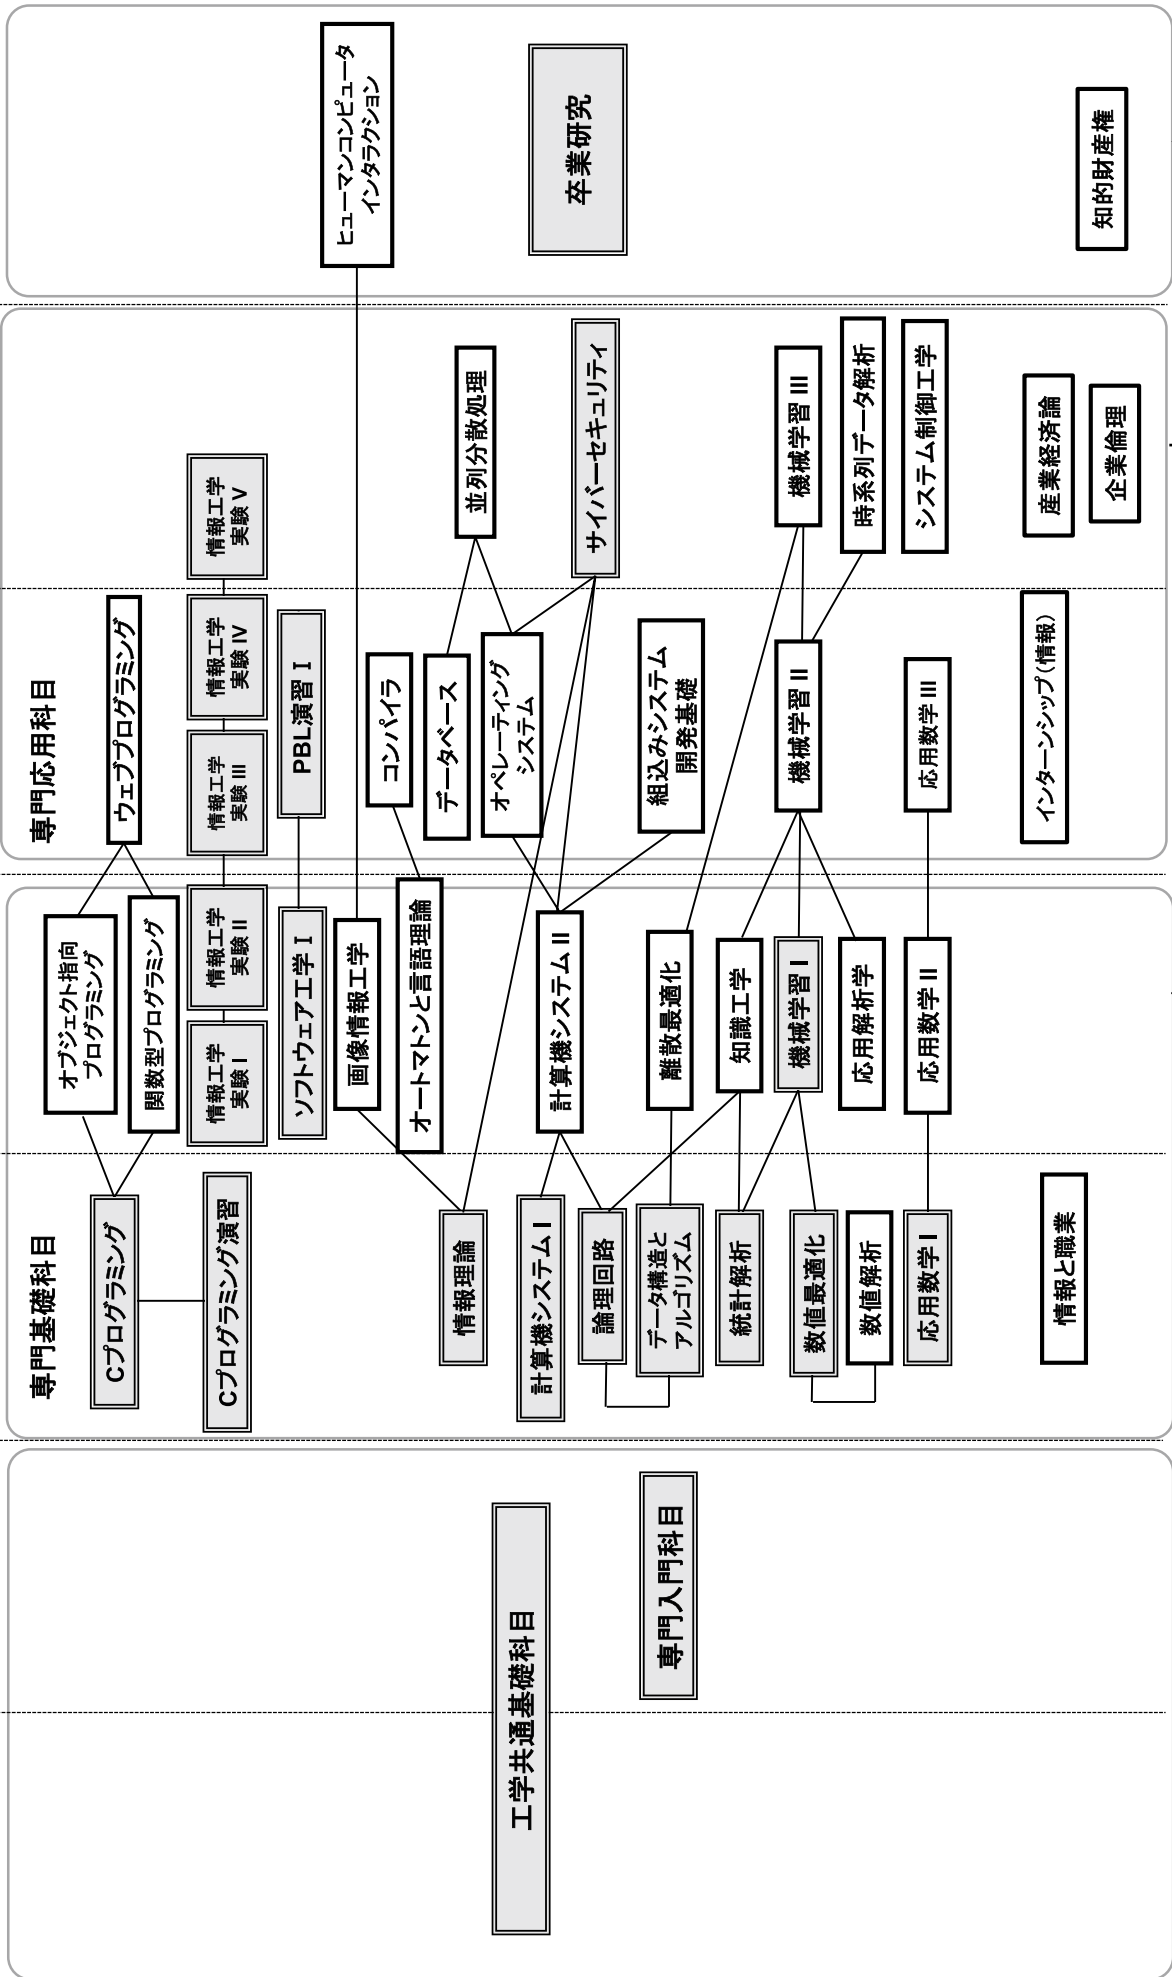 工学共通基礎科目
専門入門科目
専門基礎科目
Cプログラミング
Cプログラミング演習
情報理論
計算機システム I
論理回路
データ構造と
アルゴリズム
統計解析
数値最適化
数値解析
応用数学 I
情報と職業
オブジェクト指向
プログラミング
関数型プログラミング
情報工学
実験 I
情報工学
実験 II
ソフトウェア工学 I
画像情報工学
オートマトンと言語理論
計算機システム II
離散最適化
知識工学
機械学習 I
応用解析学
応用数学 II
専門応用科目
ウェブプログラミング
情報工学
実験 III
情報工学
実験 IV
PBL演習 I
コンパイラ
データベース
オペレーティング
システム
組込みシステム
開発基礎
機械学習 II
応用数学 III
インターンシップ(情報)
情報工学
実験 V
並列分散処理
サイバーセキュリティ
機械学習 III
時系列データ解析
システム制御工学
産業経済論
企業倫理
ヒューマンコンピュータ
インタラクション
卒業研究
知的財産権